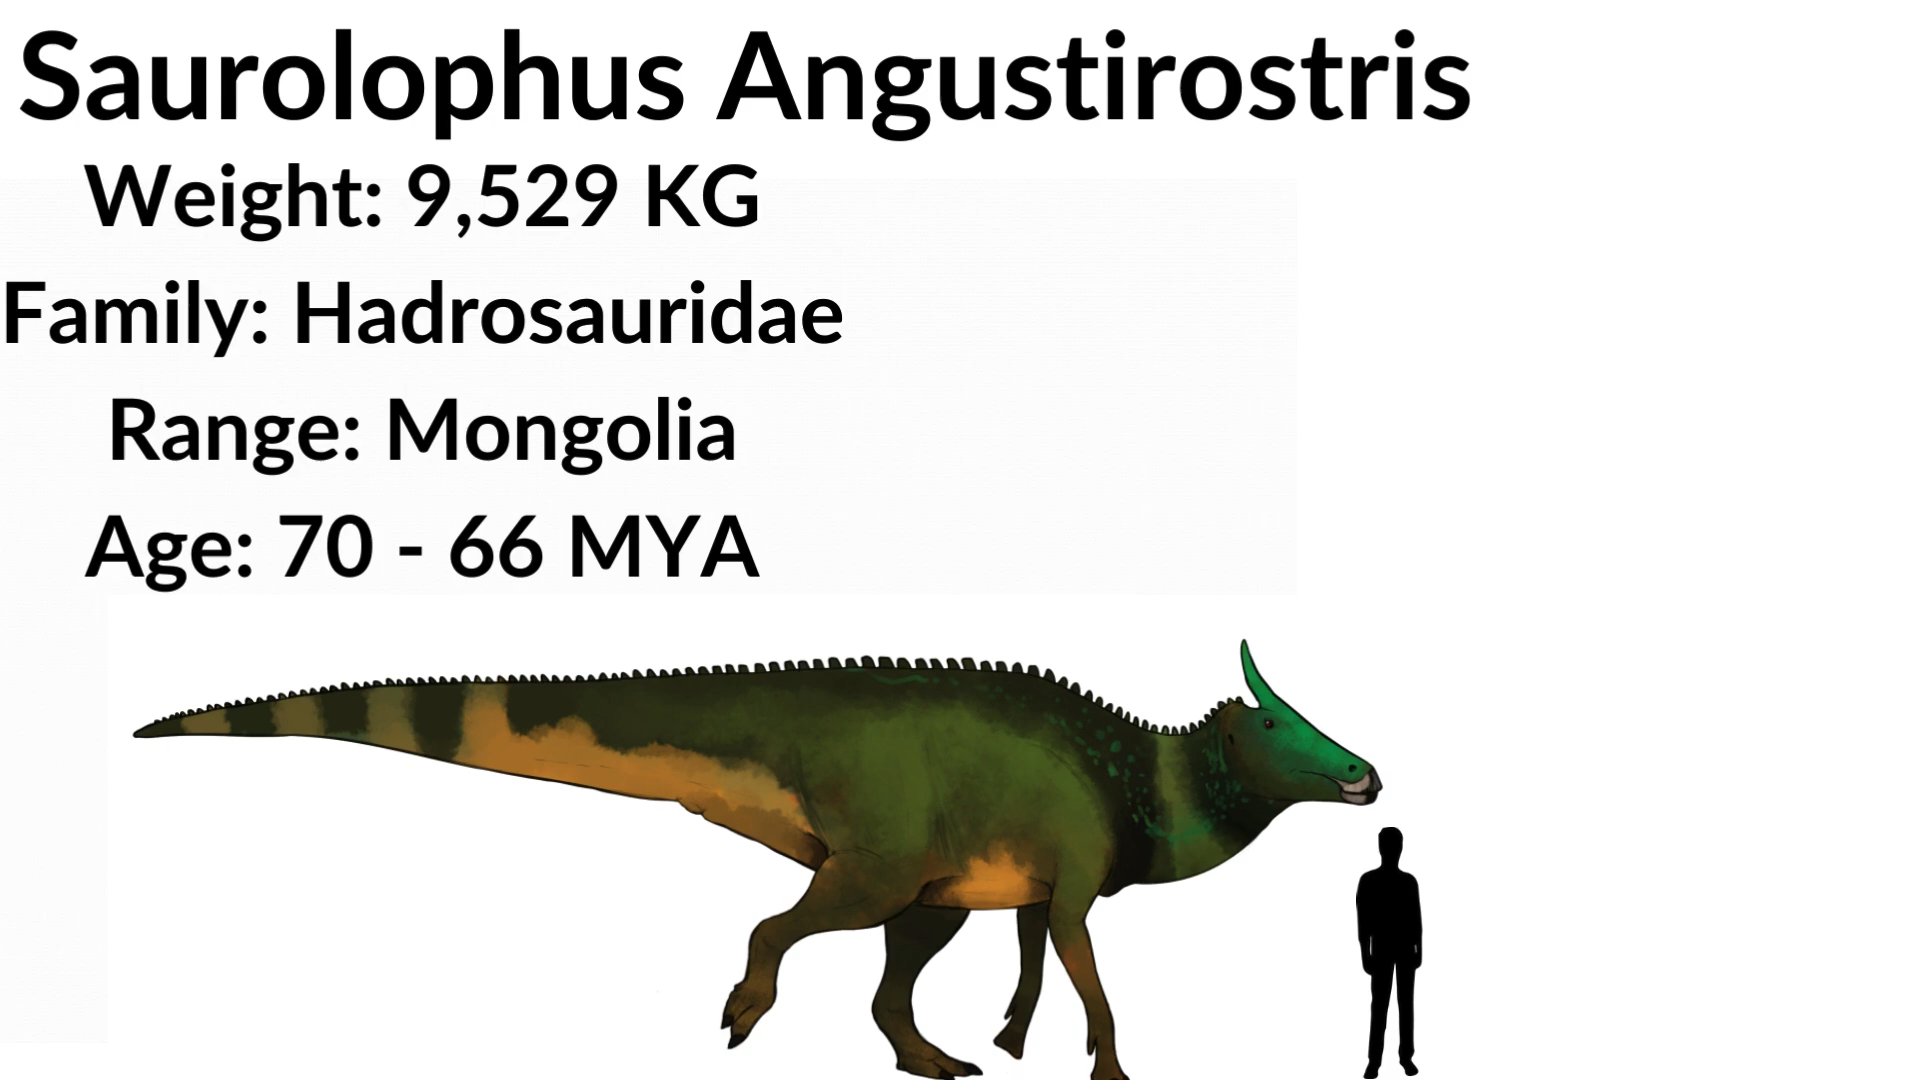 Saurolophus Angustirostris
Weight: 9,529 KG
Family: Hadrosauridae
Range: Mongolia
Age: 70 - 66 MYA